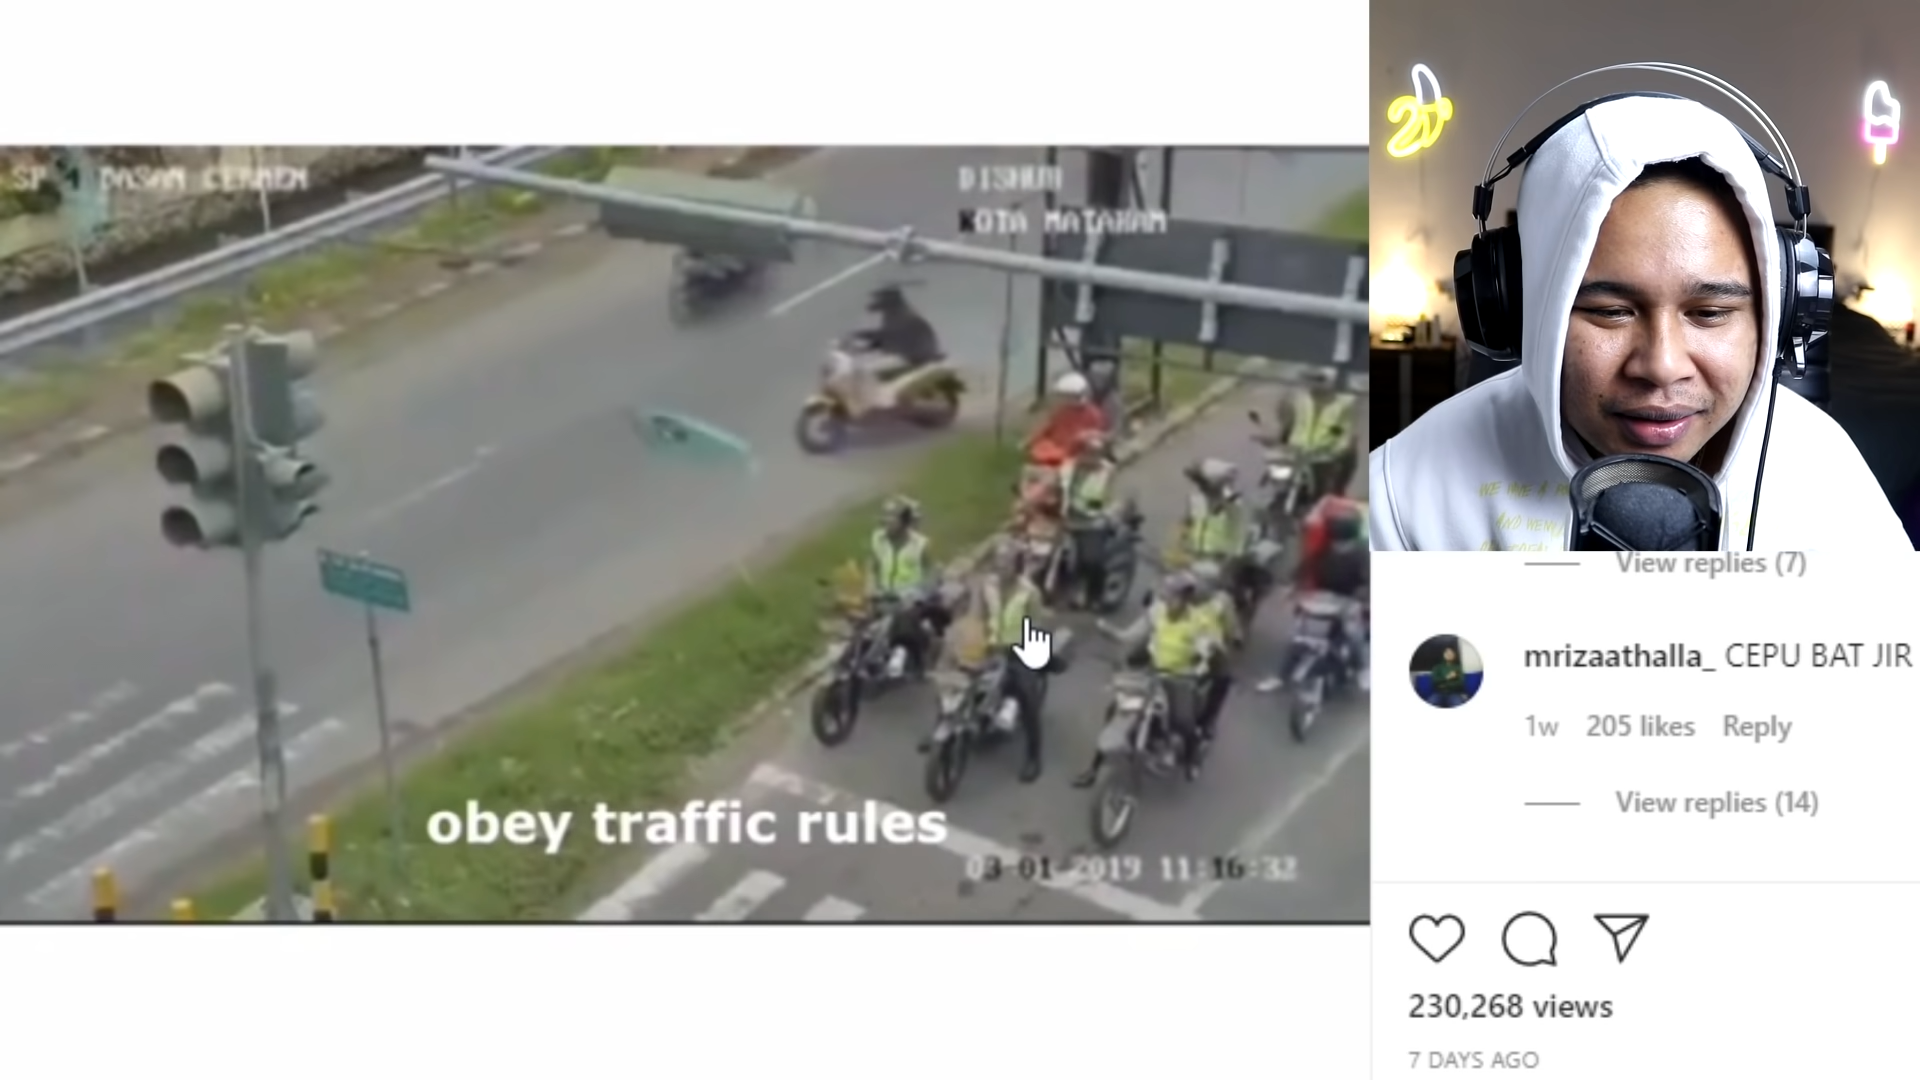 DISHUB
KOTA MATARAM
obey traffic rules
03-01-2019 11:16:32
View replies (7)
mrizaathalla_ CEPU BAT JIR
1w 205 likes Reply
View replies (14)
230,268 views
7 DAYS AGO